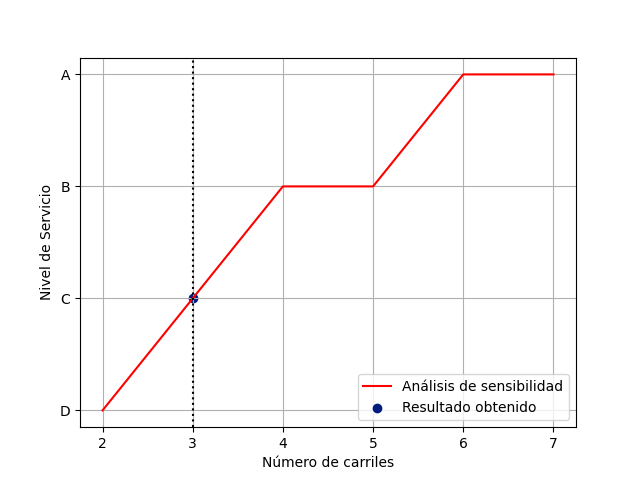 A
B
C
D
Nivel de Servicio
2 3 4 5 6 7
Número de carriles
Análisis de sensibilidad
Resultado obtenido